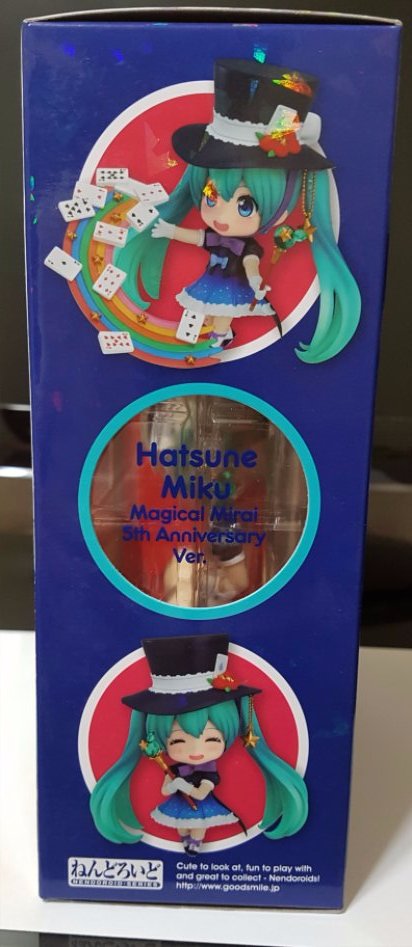 Hatsune
Miku
Magical Mirai
5th Anniversary
Ver.
ねんどろいど
NENDOROID・SERIES
Cute to look at, fun to play with
and great to collect - Nendoroids!
http://www.goodsmile.jp